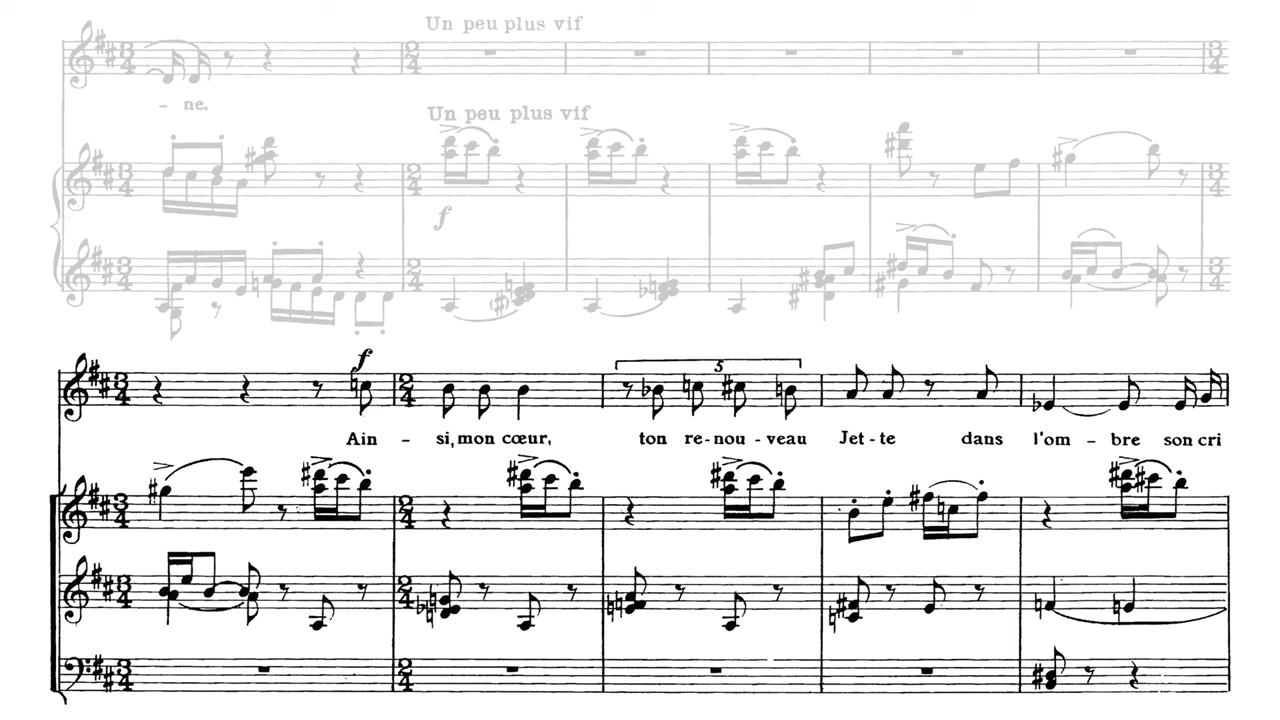 Un peu plus vif
- ne.
Un peu plus vif
f
f
5
Ain - si, mon cœur, ton re-nou-veau Jet-te dans l'om - bre son cri